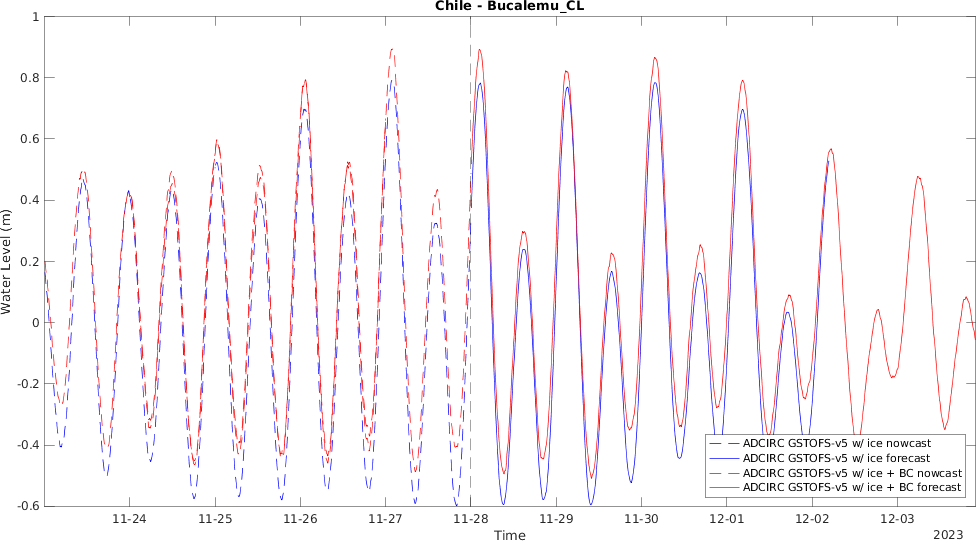 Chile - Bucalemu_CL
Water Level (m)
1
0.8
0.6
0.4
0.2
0
-0.2
-0.4
-0.6
ADCIRC GSTOFS-v5 w/ ice nowcast
ADCIRC GSTOFS-v5 w/ ice forecast
ADCIRC GSTOFS-v5 w/ ice + BC nowcast
ADCIRC GSTOFS-v5 w/ ice + BC forecast
11-24 11-25 11-26 11-27 11-28 11-29 11-30 12-01 12-02 12-03
Time
2023